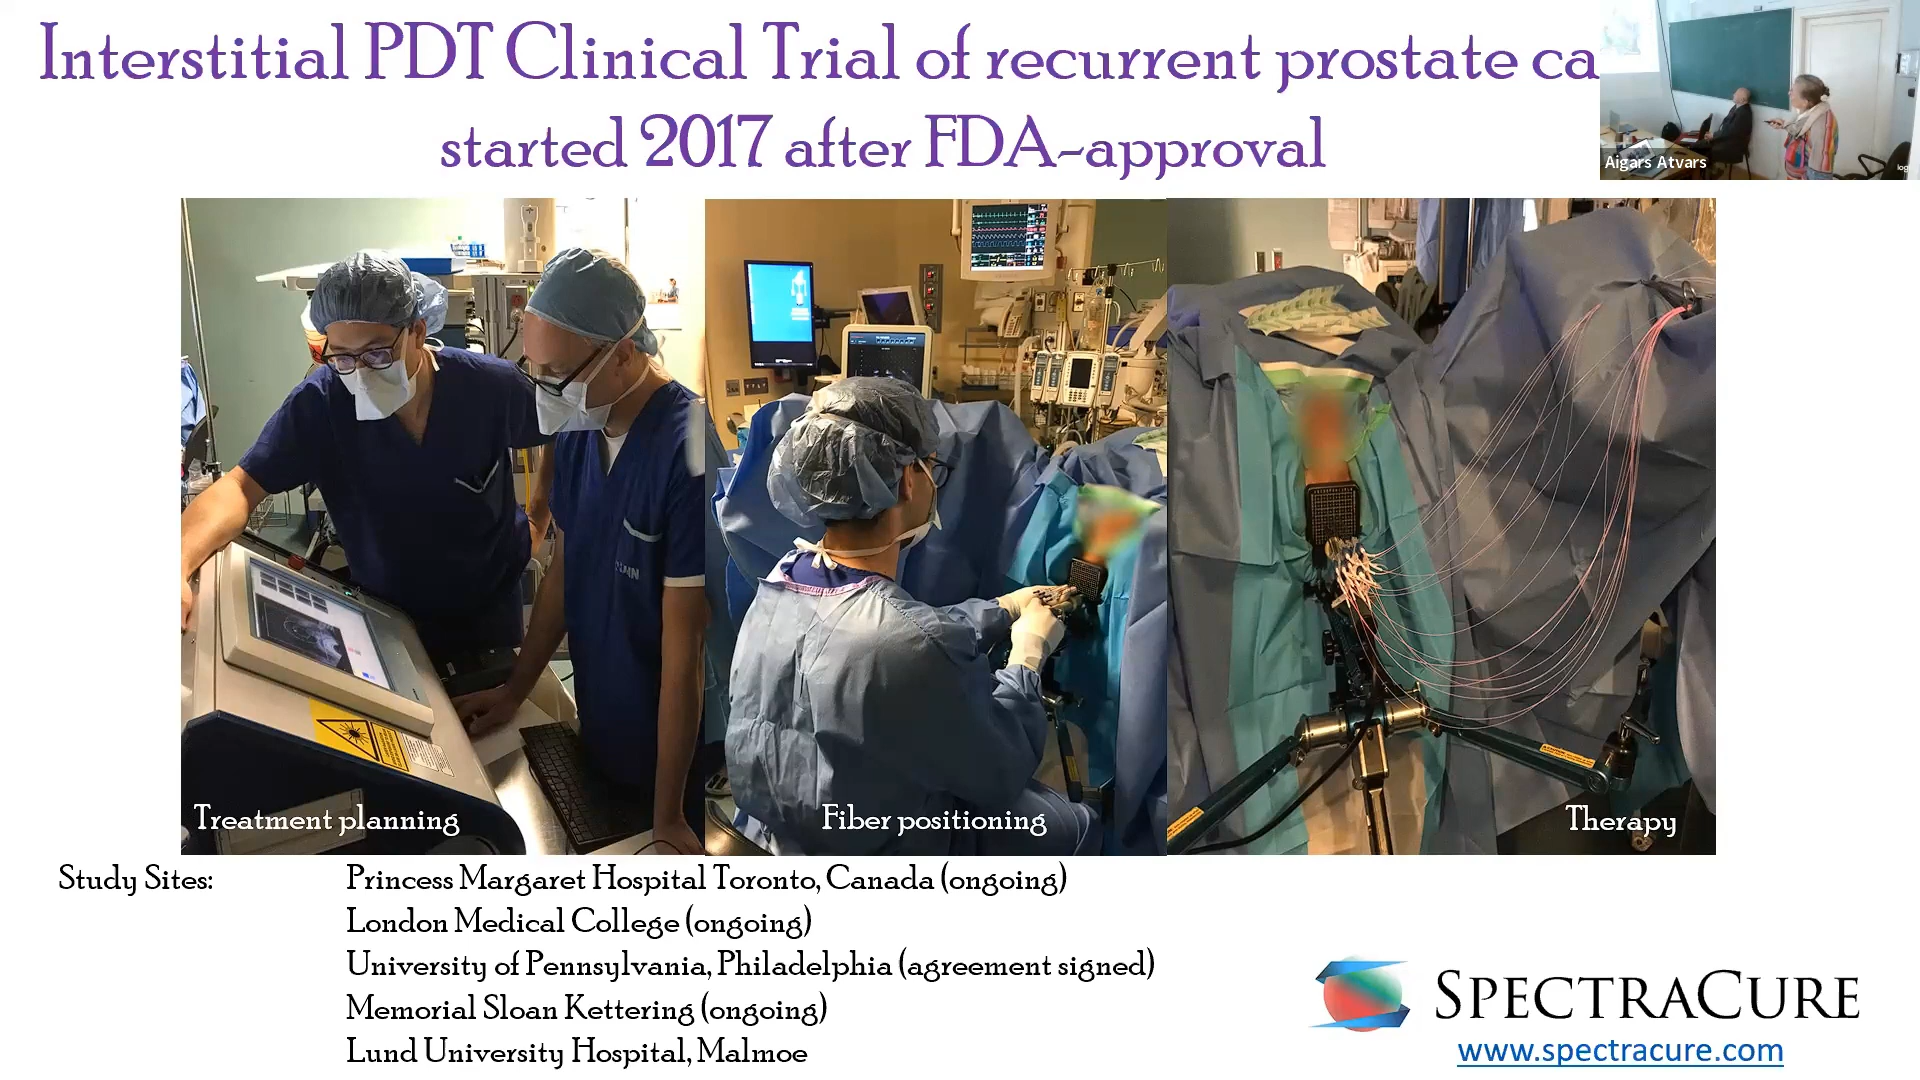 Interstitial PDT Clinical Trial of recurrent prostate ca
started 2017 after FDA-approval
Aigars Atvars
Treatment planning
Fiber positioning
Therapy
Study Sites:
Princess Margaret Hospital Toronto, Canada (ongoing)
London Medical College (ongoing)
University of Pennsylvania, Philadelphia (agreement signed)
Memorial Sloan Kettering (ongoing)
Lund University Hospital, Malmoe
SPECTRACURE
www.spectracure.com